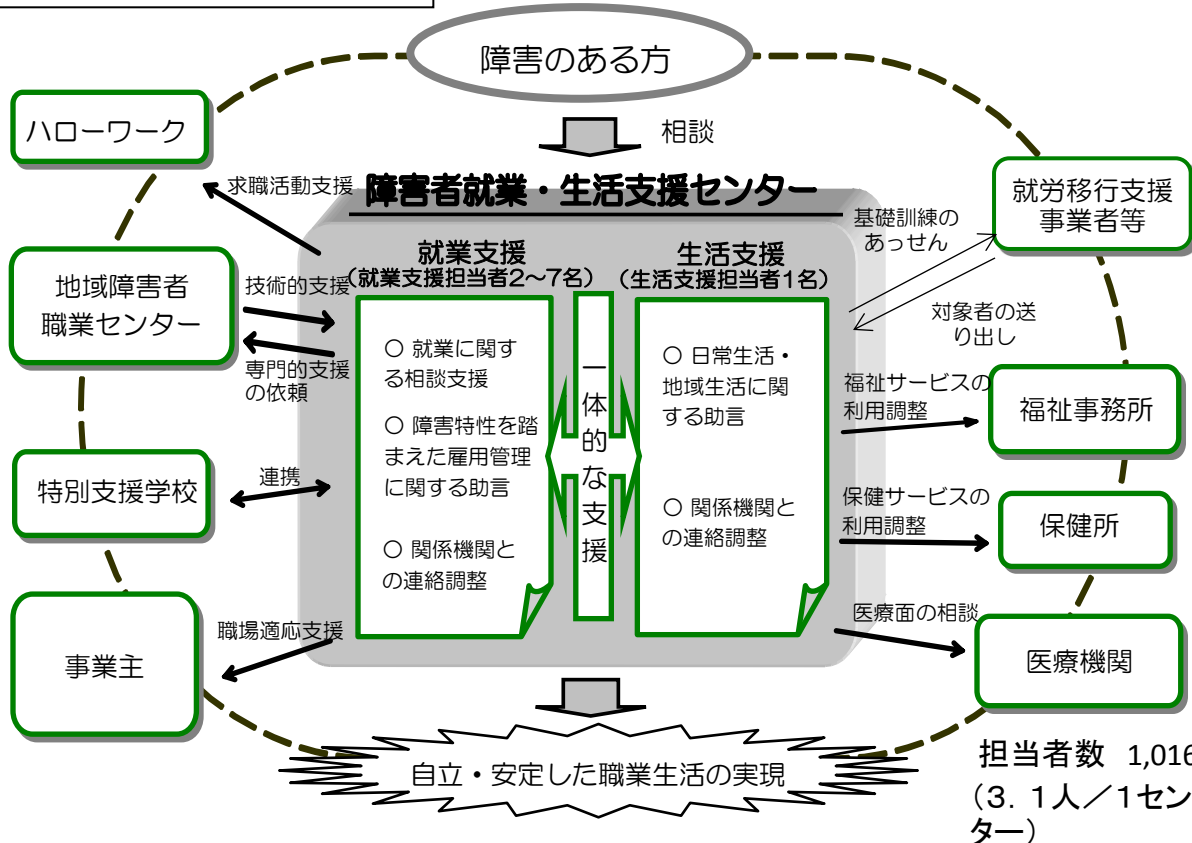 障害のある方
相談
ハローワーク
求職活動支援
障害者就業・生活支援センター
就労移行支援
事業者等
基礎訓練の
あっせん
対象者の送
り出し
地域障害者
職業センター
技術的支援
専門的支援
の依頼
就業支援
(就業支援担当者2〜7名)
生活支援
(生活支援担当者1名)
○ 就業に関す
る相談支援
○ 障害特性を踏
まえた雇用管理
に関する助言
○ 関係機関と
の連絡調整
一体的な支援
○ 日常生活・
地域生活に関
する助言
○ 関係機関と
の連絡調整
福祉サービスの
利用調整
福祉事務所
特別支援学校
連携
保健サービスの
利用調整
保健所
事業主
職場適応支援
医療面の相談
医療機関
自立・安定した職業生活の実現
担当者数 1,016
(3.1人/1セン
ター)